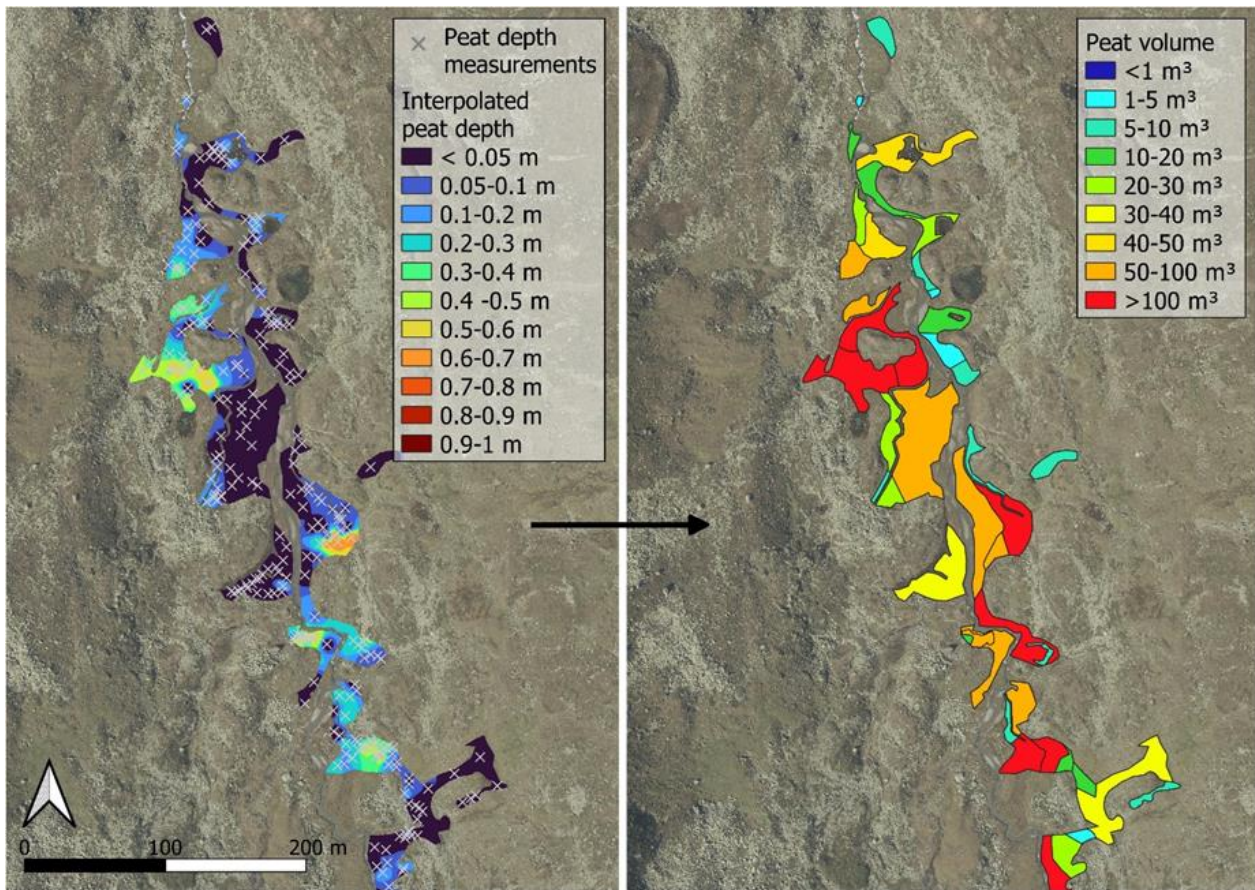 Peat depth
measurements
Interpolated
peat depth
< 0.05 m
0.05-0.1 m
0.1-0.2 m
0.2-0.3 m
0.3-0.4 m
0.4 -0.5 m
0.5-0.6 m
0.6-0.7 m
0.7-0.8 m
0.8-0.9 m
0.9-1 m
0 100 200 m
Peat volume
<1 m³
1-5 m³
5-10 m³
10-20 m³
20-30 m³
30-40 m³
40-50 m³
50-100 m³
>100 m³